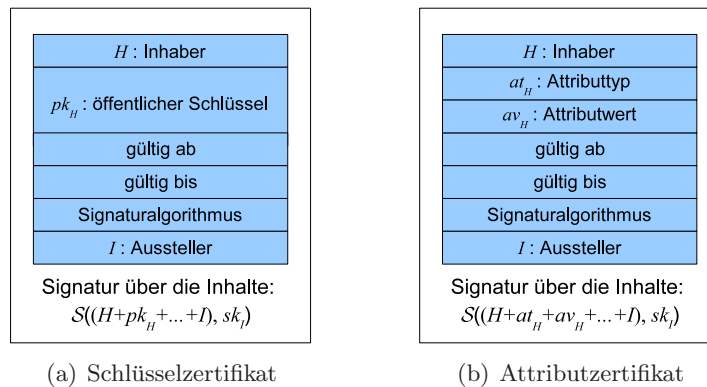 H : Inhaber
pk_H : öffentlicher Schlüssel
gültig ab
gültig bis
Signaturalgorithmus
I : Aussteller
Signatur über die Inhalte:
S((H+pk_H+...+I), sk_I)
(a) Schlüsselzertifikat
H : Inhaber
at_H : Attributtyp
av_H : Attributwert
gültig ab
gültig bis
Signaturalgorithmus
I : Aussteller
Signatur über die Inhalte:
S((H+at_H+av_H+...+I), sk_I)
(b) Attributzertifikat